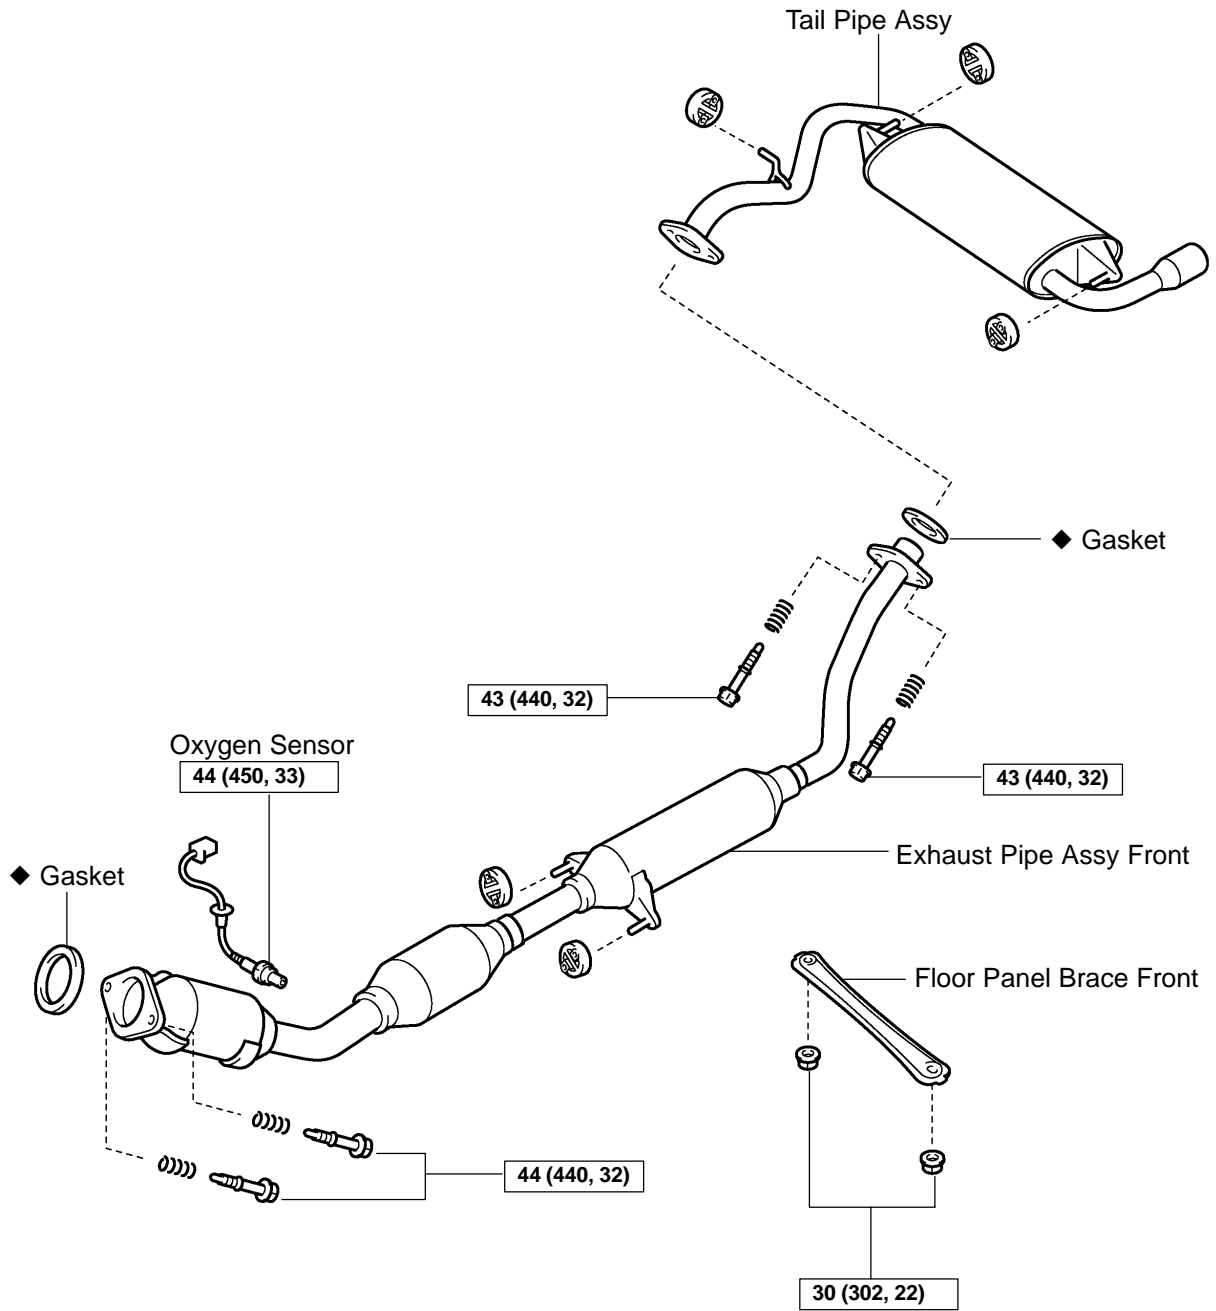 Tail Pipe Assy
◆ Gasket
43 (440, 32)
Oxygen Sensor
44 (450, 33)
43 (440, 32)
Exhaust Pipe Assy Front
◆ Gasket
Floor Panel Brace Front
44 (440, 32)
30 (302, 22)